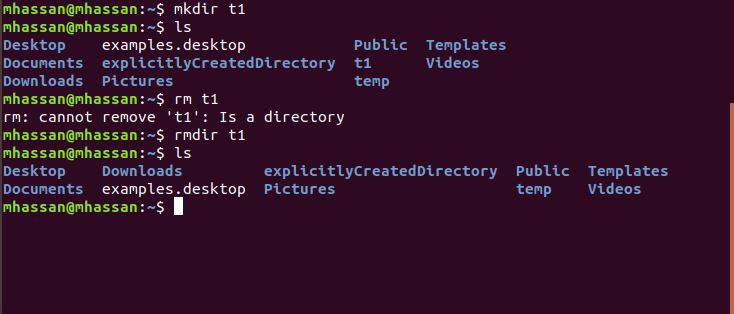 mhassan@mhassan:~$ mkdir t1
mhassan@mhassan:~$ ls
Desktop    examples.desktop             Public  Templates
Documents  explicitlyCreatedDirectory  t1      Videos
Downloads  Pictures                     temp
mhassan@mhassan:~$ rm t1
rm: cannot remove 't1': Is a directory
mhassan@mhassan:~$ rmdir t1
mhassan@mhassan:~$ ls
Desktop    Downloads         explicitlyCreatedDirectory  Public  Templates
Documents  examples.desktop  Pictures                    temp    Videos
mhassan@mhassan:~$